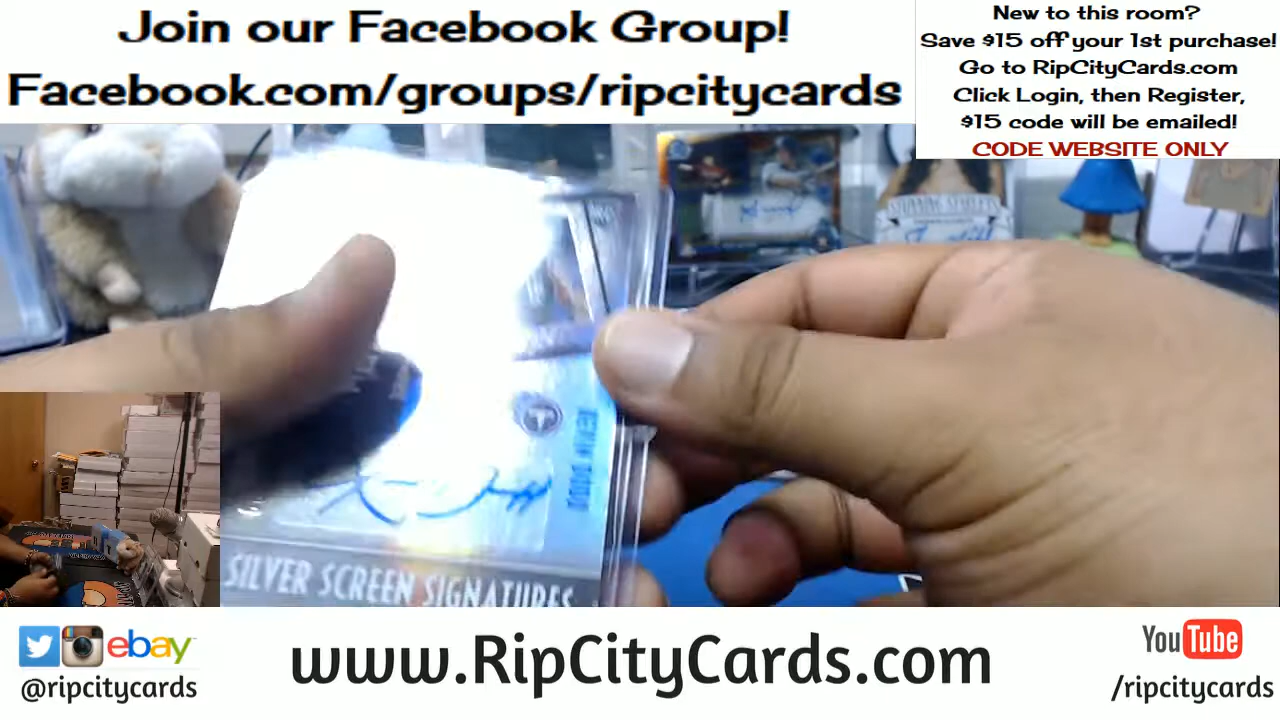 Join our Facebook Group!
Facebook.com/groups/ripcitycards
New to this room?
Save $15 off your 1st purchase!
Go to RipCityCards.com
Click Login, then Register,
$15 code will be emailed!
CODE WEBSITE ONLY
SILVER SCREEN SIGNATURES
ebay
@ripcitycards
www.RipCityCards.com
YouTube
/ripcitycards